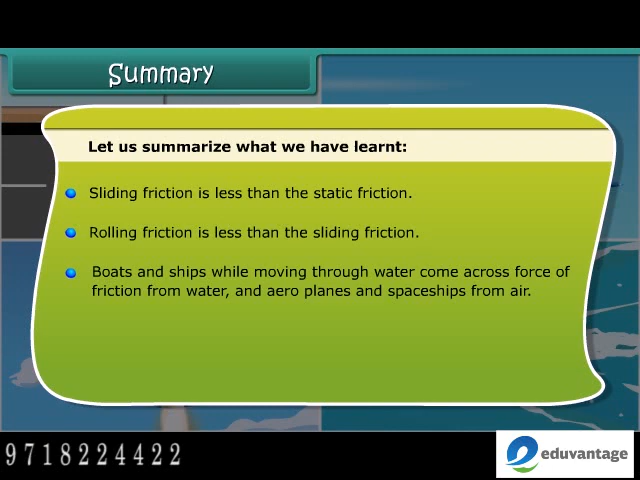 Summary
Let us summarize what we have learnt:
Sliding friction is less than the static friction.
Rolling friction is less than the sliding friction.
Boats and ships while moving through water come across force of
friction from water, and aero planes and spaceships from air.
9718224422
eduvantage